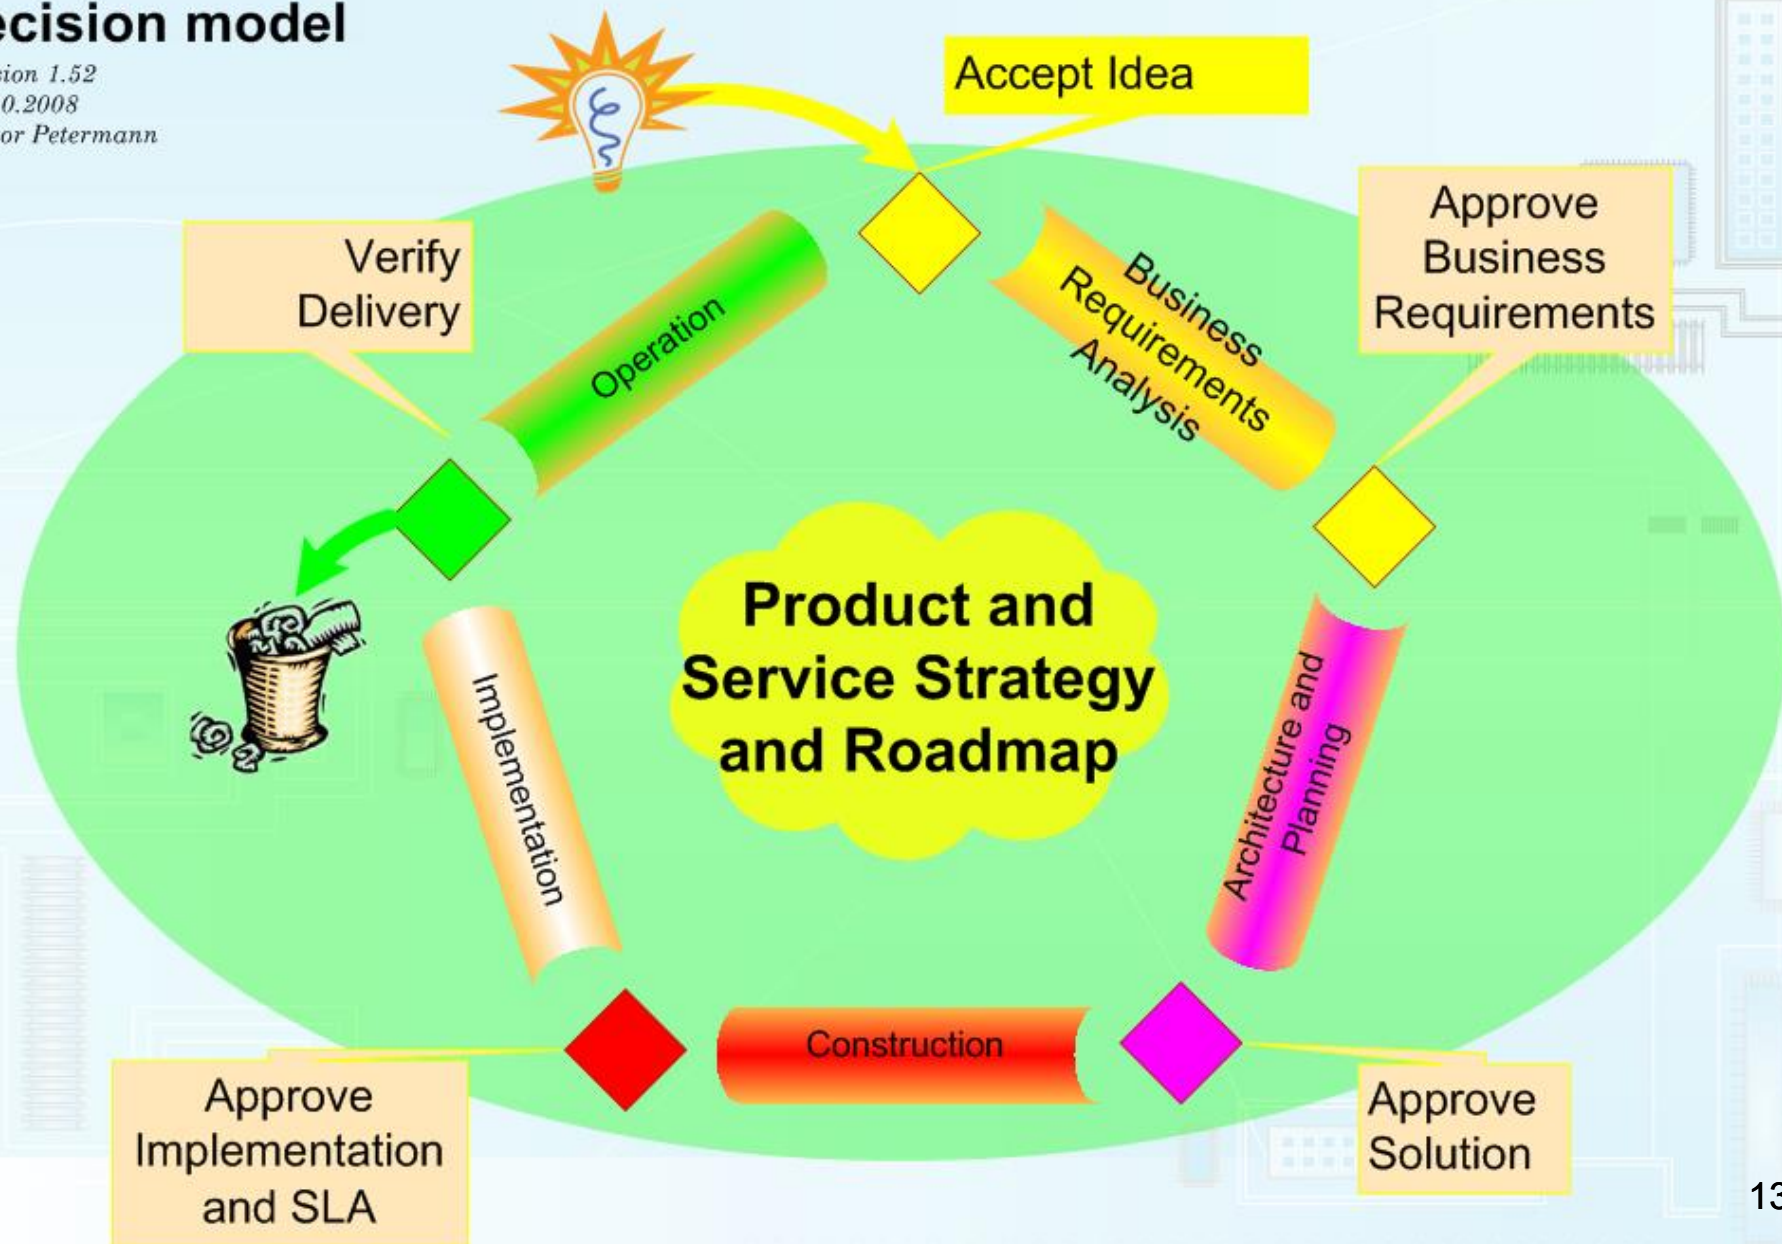 ecision model
sion 1.52
0.2008
or Petermann
Accept Idea
Approve
Business
Requirements
Verify
Delivery
Operation
Business
Requirements
Analysis
Product and
Service Strategy
and Roadmap
Implementation
Architecture and
Planning
Construction
Approve
Implementation
and SLA
Approve
Solution
13